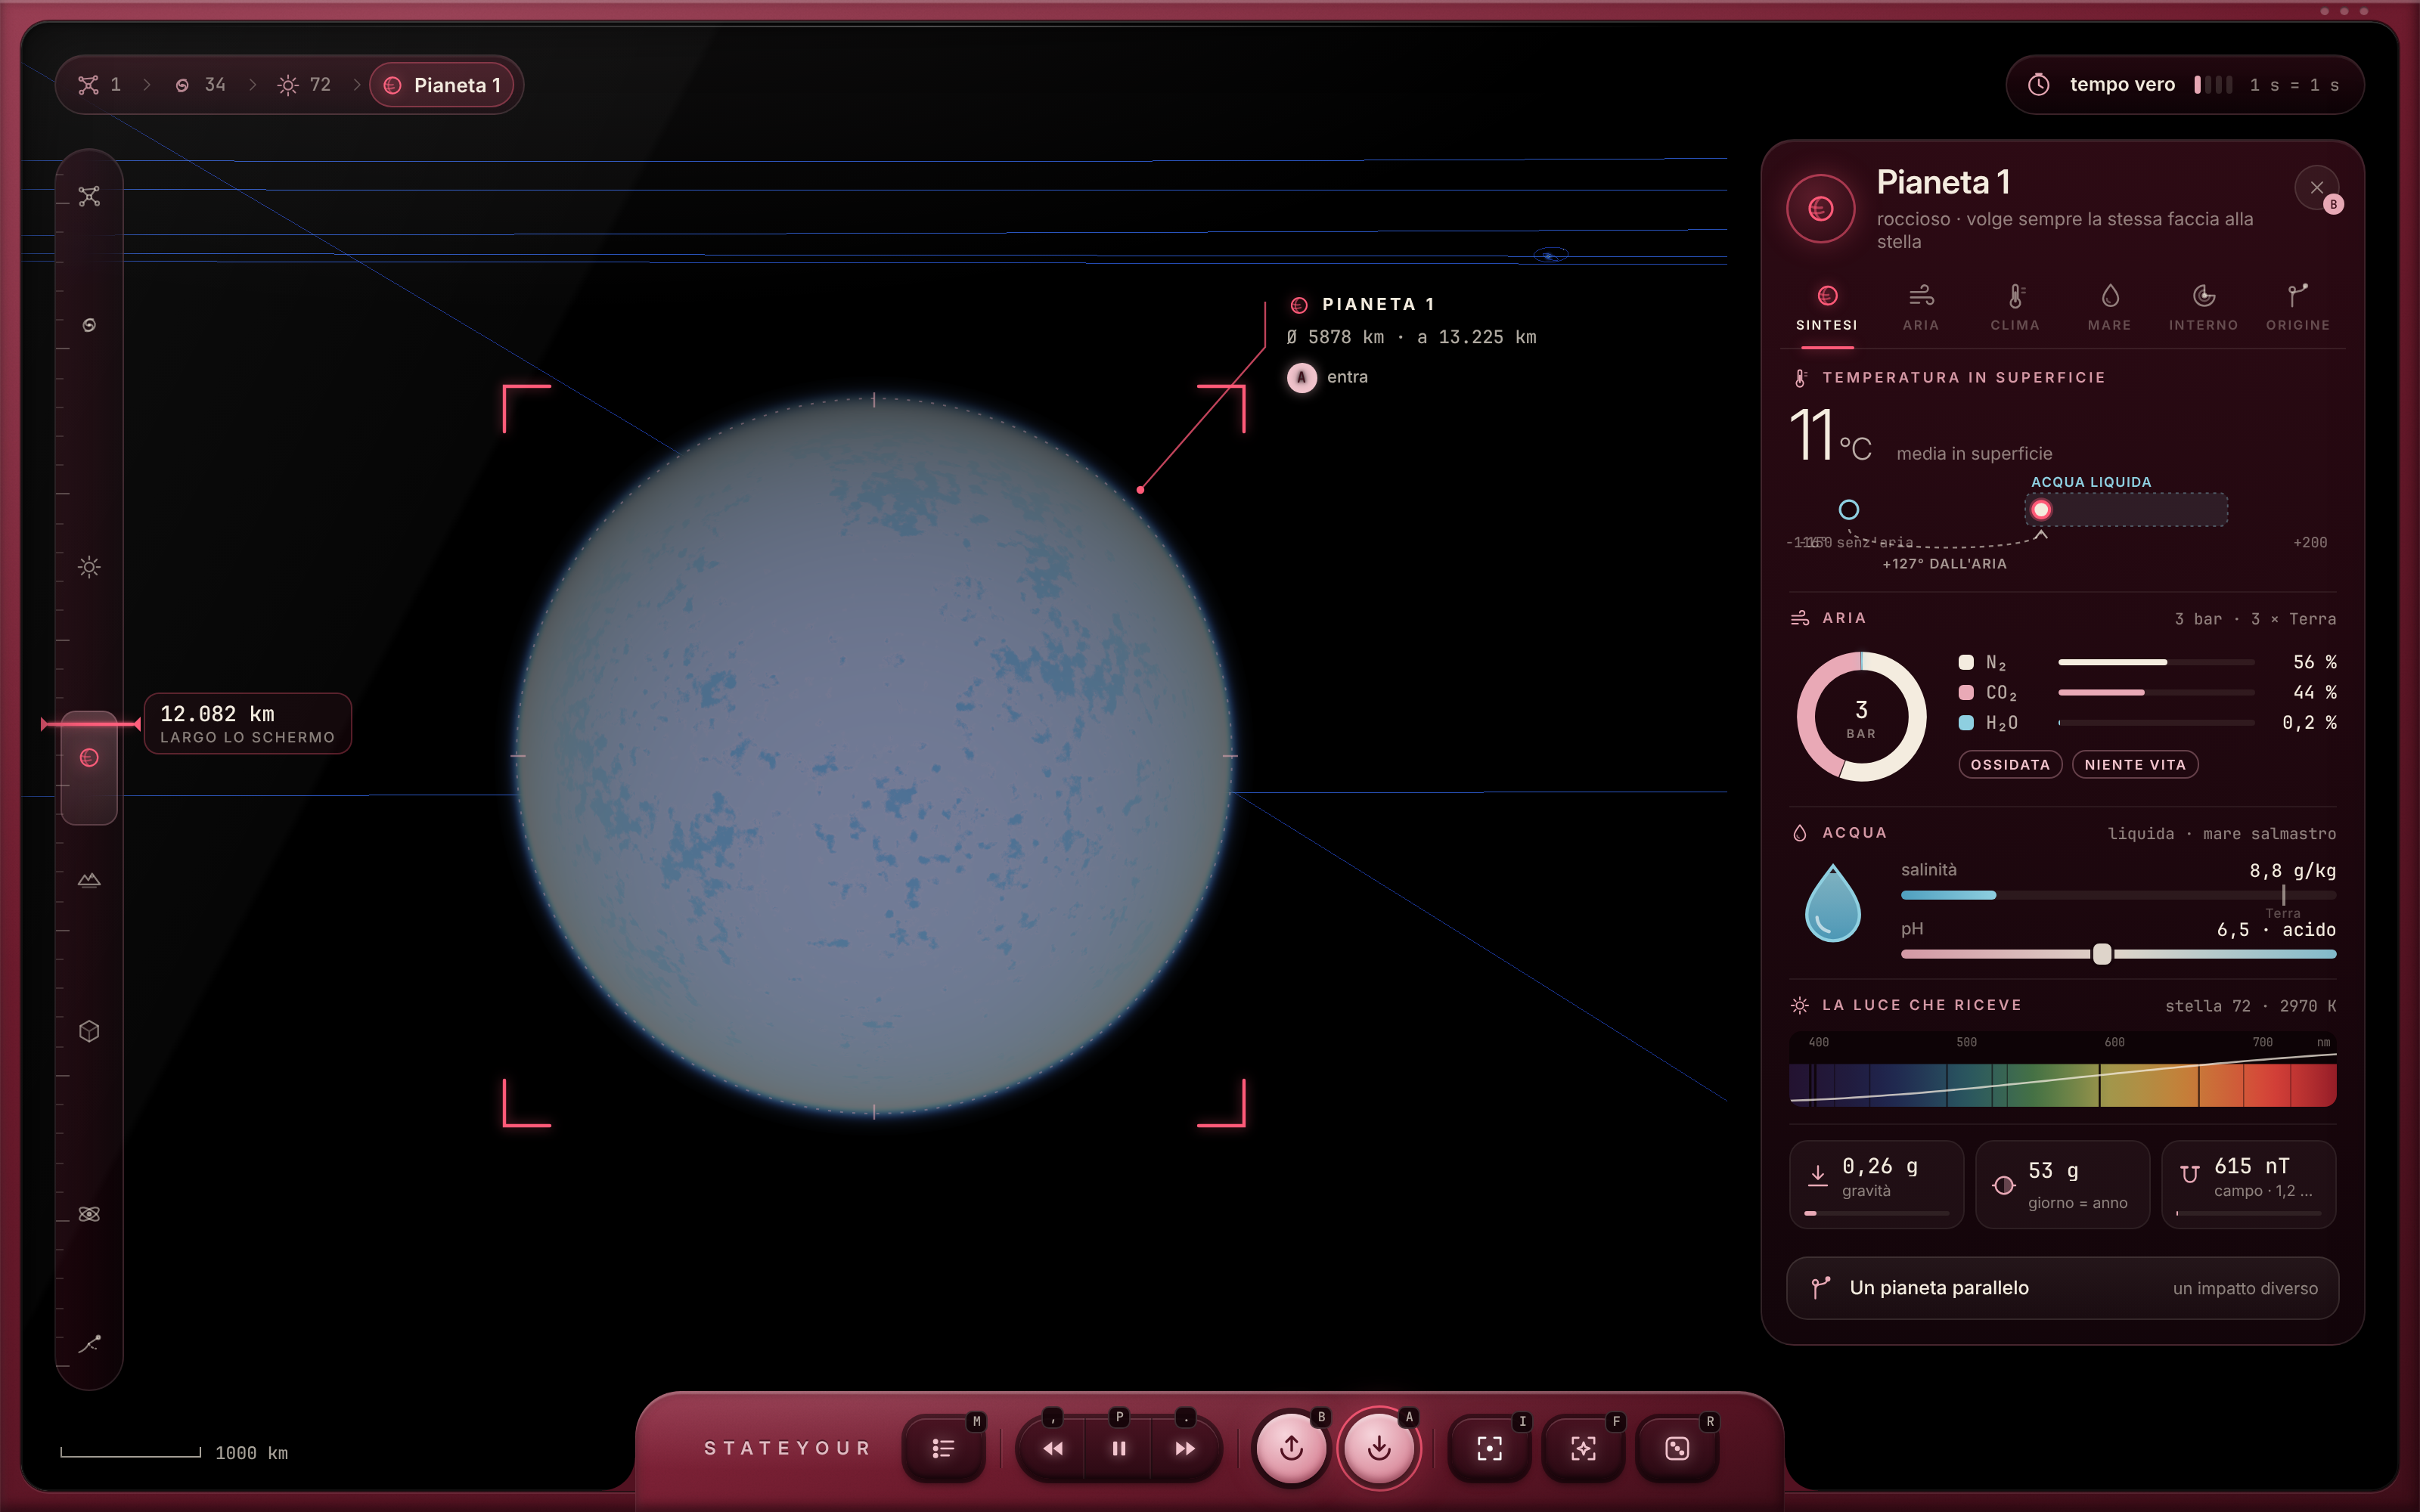 1
34
72
Pianeta 1
tempo vero
1 s = 1 s
Pianeta 1
roccioso · volge sempre la stessa faccia alla
stella
B
SINTESI
ARIA
CLIMA
MARE
INTERNO
ORIGINE
PIANETA 1
Ø 5878 km · a 13.225 km
A entra
TEMPERATURA IN SUPERFICIE
11 °C media in superficie
ACQUA LIQUIDA
senz'aria
+200
+127° DALL'ARIA
ARIA
3 bar · 3 × Terra
3
BAR
N₂ 56 %
CO₂ 44 %
H₂O 0,2 %
OSSIDATA
NIENTE VITA
12.082 km
LARGO LO SCHERMO
ACQUA
liquida · mare salmastro
salinità 8,8 g/kg
Terra
pH 6,5 · acido
LA LUCE CHE RICEVE
stella 72 · 2970 K
400 500 600 700 nm
0,26 g
gravità
53 g
giorno = anno
615 nT
campo · 1,2 ...
Un pianeta parallelo
un impatto diverso
1000 km
STATEYOUR
M
,
P
.
B
A
I
F
R